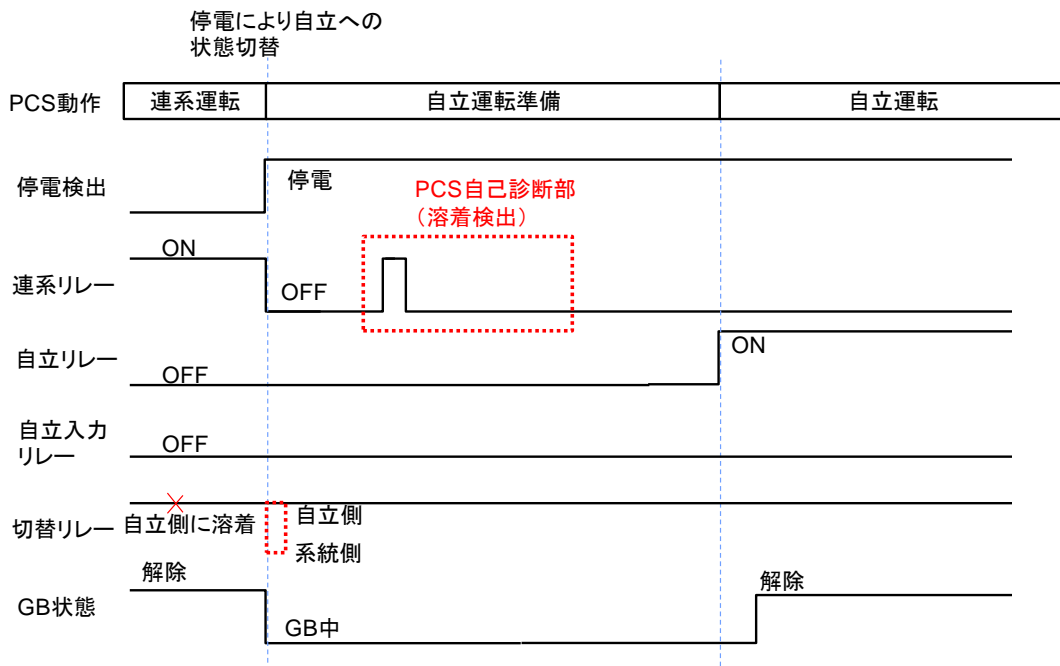 停電により自立への
状態切替
PCS動作
連系運転
自立運転準備
自立運転
停電検出
停電
PCS自己診断部
（溶着検出）
連系リレー
ON
OFF
自立リレー
OFF
ON
自立入力
リレー
OFF
切替リレー
自立側に溶着
自立側
系統側
GB状態
解除
GB中
解除